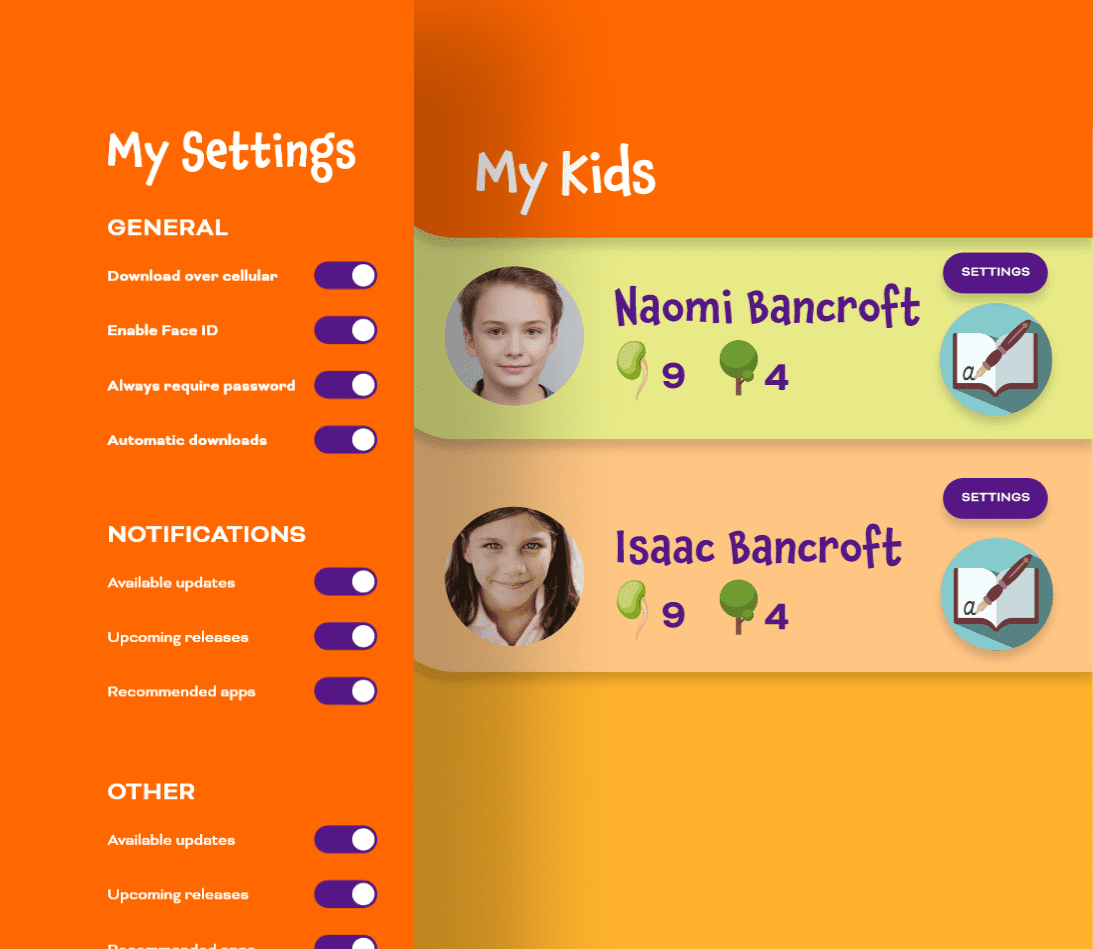 My Settings
GENERAL
Download over cellular
Enable Face ID
Always require password
Automatic downloads
NOTIFICATIONS
Available updates
Upcoming releases
Recommended apps
OTHER
Available updates
Upcoming releases
Recommended apps
My Kids
SETTINGS
Naomi Bancroft
9 4
a
SETTINGS
Isaac Bancroft
9 4
a